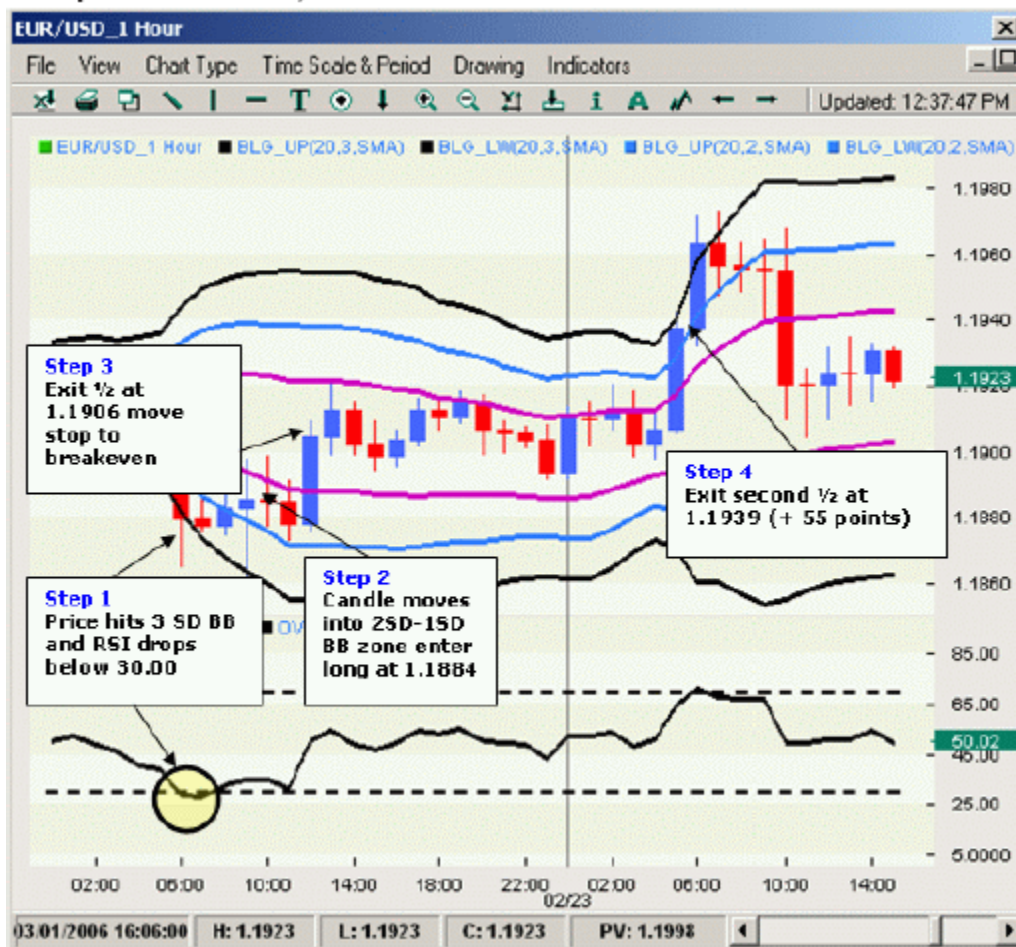 EUR/USD_1 Hour
File View Chart Type Time Scale & Period Drawing Indicators
Updated: 12:37:47 PM
EUR/USD_1 Hour BLG_UP(20,3,SMA) BLG_LW(20,3,SMA) BLG_UP(20,2,SMA) BLG_LW(20,2,SMA)
1.1980
1.1960
1.1940
1.1923
1.1900
1.1880
1.1860
Step 3
Exit ½ at
1.1906 move
stop to
breakeven
Step 4
Exit second ½ at
1.1939 (+ 55 points)
Step 1
Price hits 3 SD BB
and RSI drops
below 30.00
Step 2
Candle moves
into 2SD-1SD
BB zone enter
long at 1.1884
85.00
65.00
50.02
45.00
25.00
5.0000
02:00 06:00 10:00 14:00 18:00 22:00 02:00 06:00 10:00 14:00
02/23
03.01/2006 16:06:00 H: 1.1923 L: 1.1923 C: 1.1923 PV: 1.1998